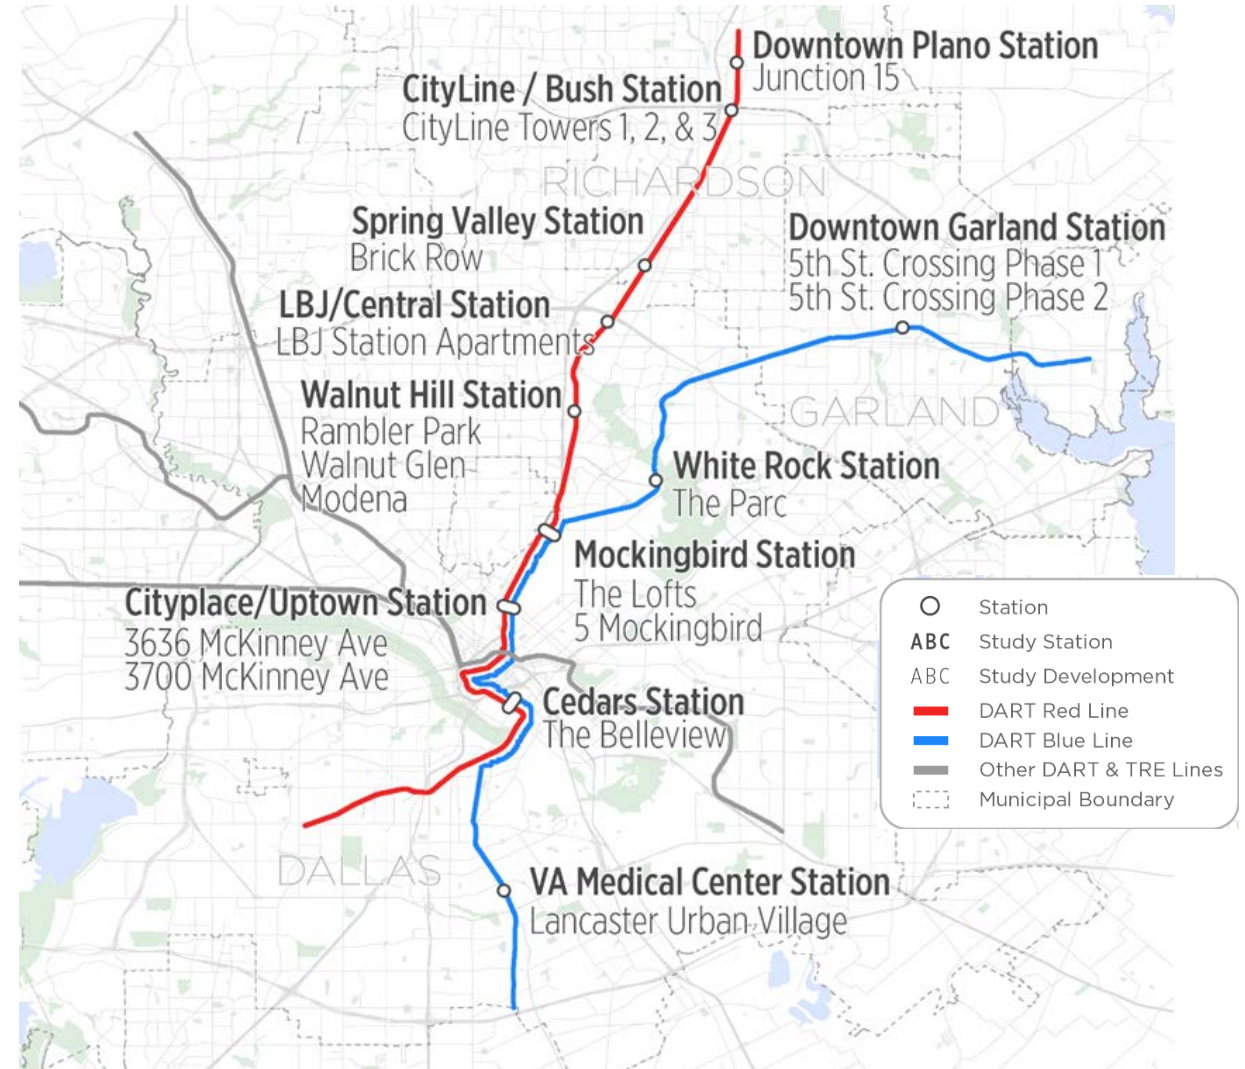 Downtown Plano Station
Junction 15
CityLine / Bush Station
CityLine Towers 1, 2, & 3
RICHARDSON
Spring Valley Station
Brick Row
Downtown Garland Station
5th St. Crossing Phase 1
5th St. Crossing Phase 2
LBJ/Central Station
LBJ Station Apartments
Walnut Hill Station
Rambler Park
Walnut Glen
Modena
GARLAND
White Rock Station
The Parc
Mockingbird Station
The Lofts
5 Mockingbird
Cityplace/Uptown Station
3636 McKinney Ave
3700 McKinney Ave
Cedars Station
The Belleview
DALLAS
VA Medical Center Station
Lancaster Urban Village
Station
ABC Study Station
ABC Study Development
DART Red Line
DART Blue Line
Other DART & TRE Lines
Municipal Boundary